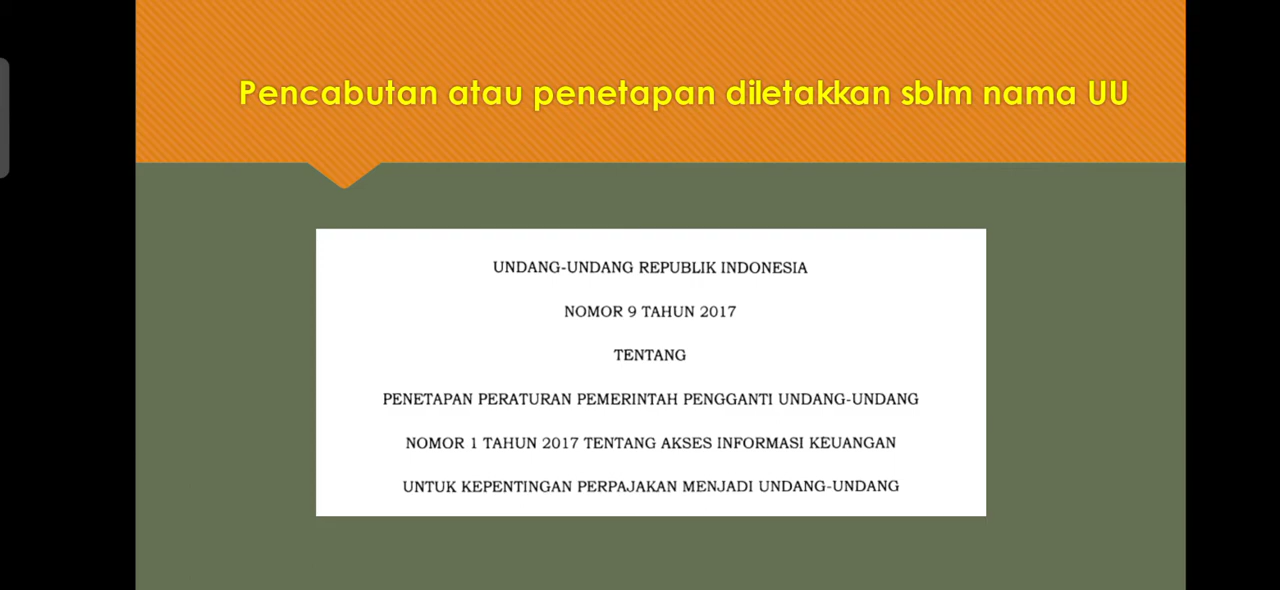 Pencabutan atau penetapan diletakkan sblm nama UU
UNDANG-UNDANG REPUBLIK INDONESIA
NOMOR 9 TAHUN 2017
TENTANG
PENETAPAN PERATURAN PEMERINTAH PENGGANTI UNDANG-UNDANG
NOMOR 1 TAHUN 2017 TENTANG AKSES INFORMASI KEUANGAN
UNTUK KEPENTINGAN PERPAJAKAN MENJADI UNDANG-UNDANG